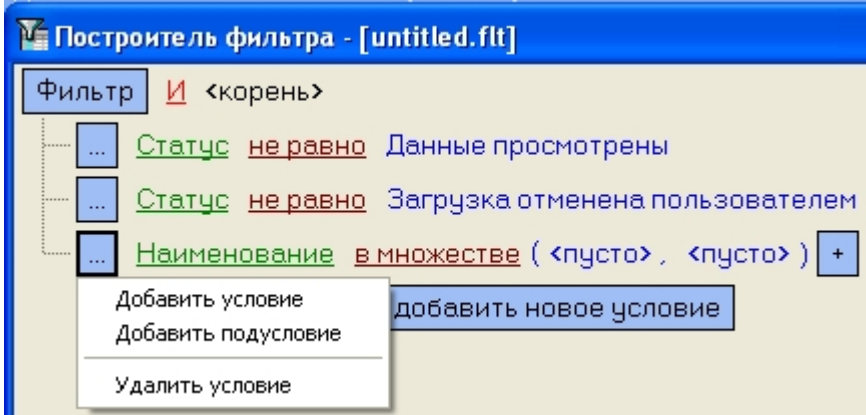 Построитель фильтра - [untitled.flt]
Фильтр И <корень>
... Статус не равно Данные просмотрены
... Статус не равно Загрузка отменена пользователем
... Наименование в множестве ( <пусто> , <пусто> ) +
Добавить условие
добавить новое условие
Добавить подусловие
Удалить условие